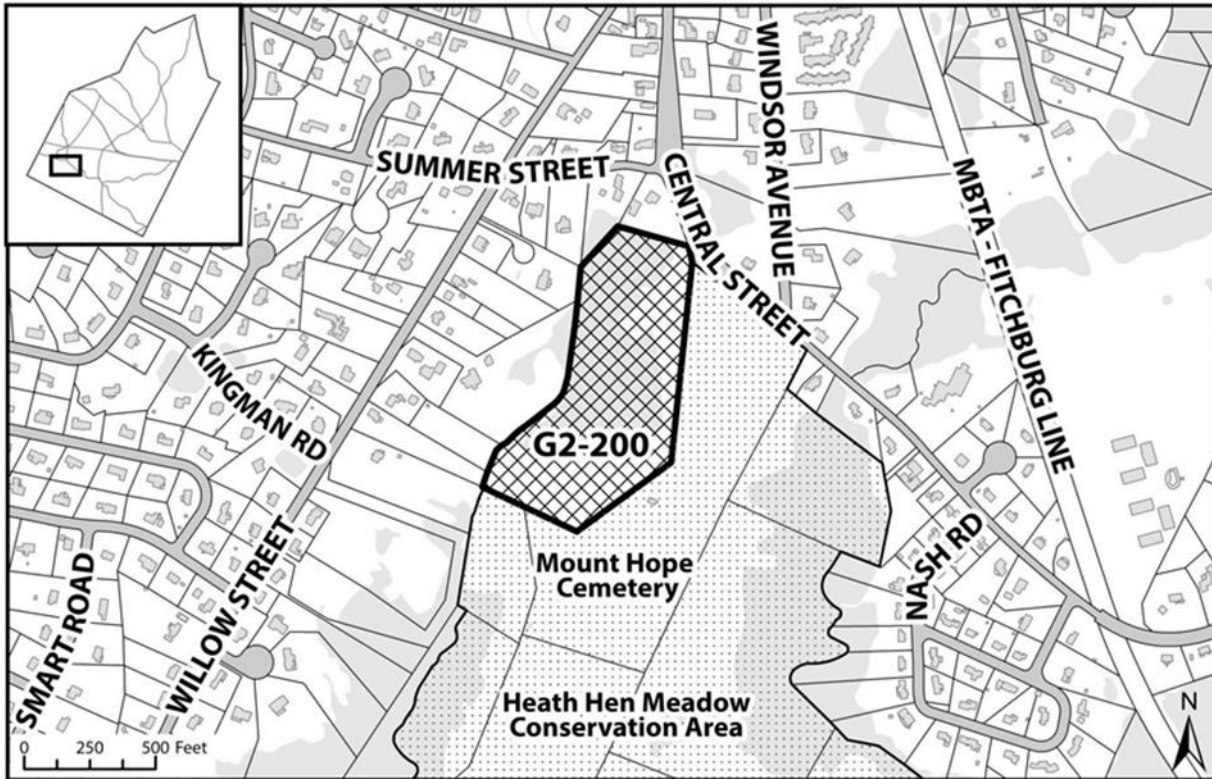 SUMMER STREET
WINDSOR AVENUE
CENTRAL STREET
MBTA - FITCHBURG LINE
KINGMAN RD
G2-200
WILLOW STREET
SMART ROAD
NASH RD
Mount Hope
Cemetery
Heath Hen Meadow
Conservation Area
0 250 500 Feet
N